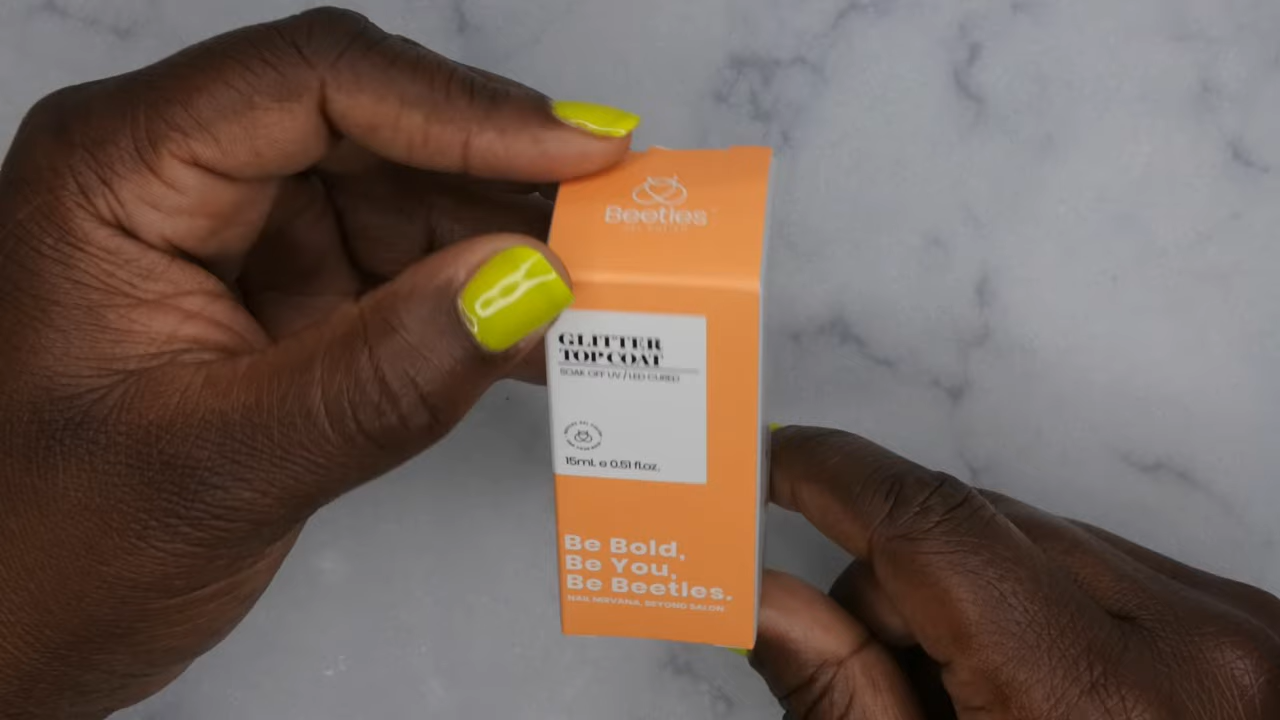 Beetles
GLITTER
TOP COAT
SOAK OFF UV / LED CURED
15mL e 0.51 fl.oz.
Be Bold,
Be You,
Be Beetles.
NAIL NIRVANA, BEYOND SALON